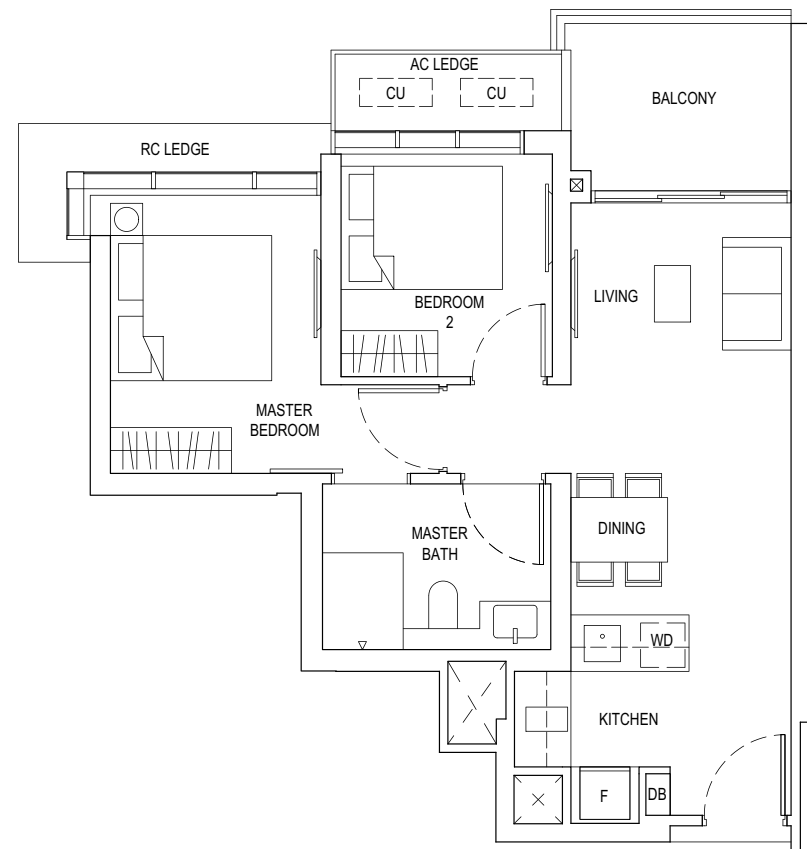 AC LEDGE
CU
CU
BALCONY
RC LEDGE
LIVING
BEDROOM
2
MASTER
BEDROOM
MASTER
BATH
DINING
WD
KITCHEN
F
DB